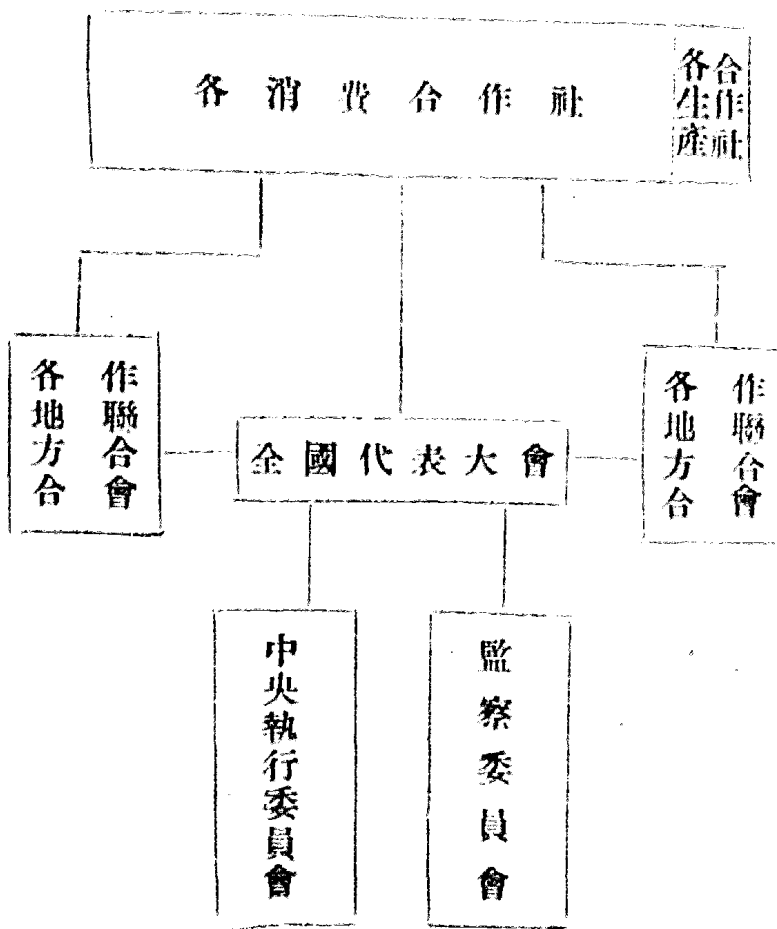 各消費合作社
各生產
合作社
各地方合
作聯合會
全國代表大會
各地方合
作聯合會
中央執行委員會
監察委員會